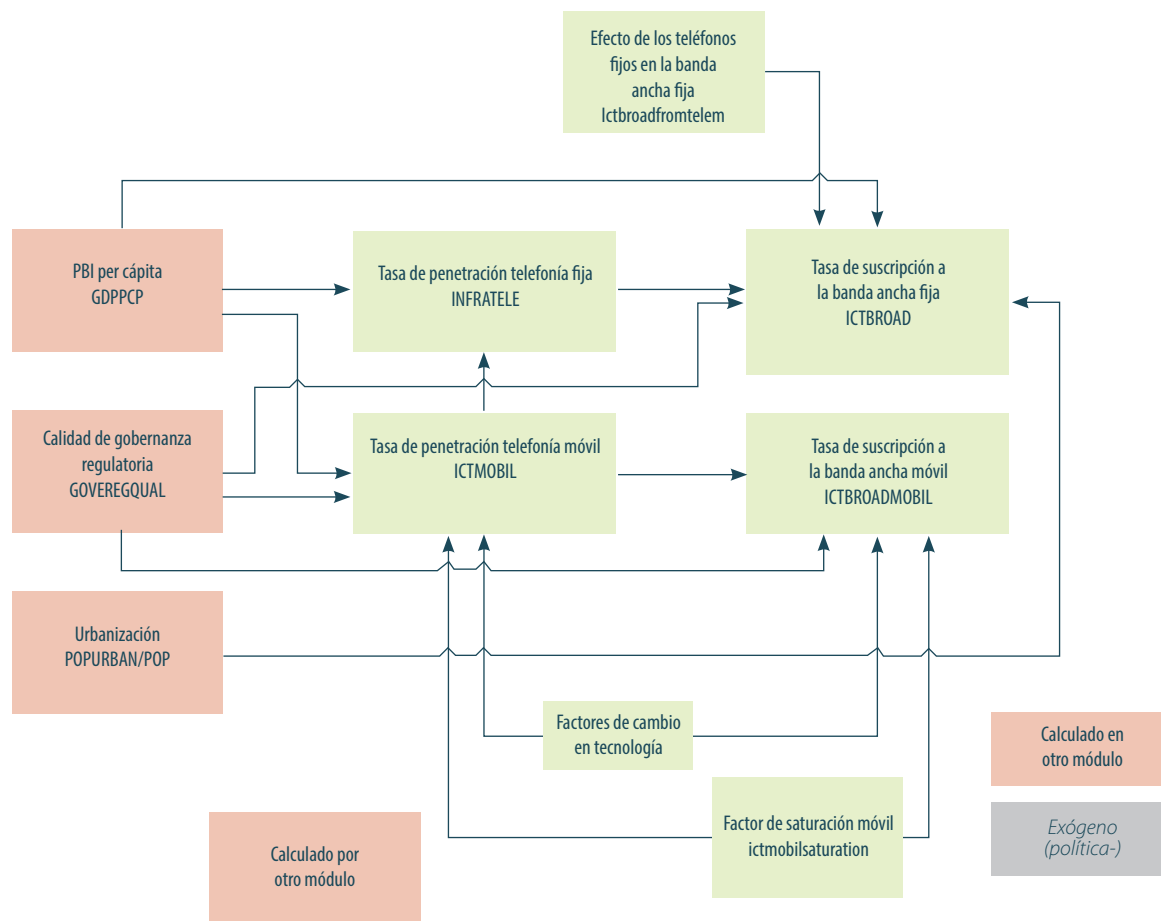 Efecto de los teléfonos
fijos en la banda
ancha fija
Ictbroadfromtelem
PBI per cápita
GDPPCP
Tasa de penetración telefonía fija
INFRATELE
Tasa de suscripción a
la banda ancha fija
ICTBROAD
Calidad de gobernanza
regulatoria
GOVEREGQUAL
Tasa de penetración telefonía móvil
ICTMOBIL
Tasa de suscripción a
la banda ancha móvil
ICTBROADMOBIL
Urbanización
POPURBAN/POP
Factores de cambio
en tecnología
Calculado en
otro módulo
Factor de saturación móvil
ictmobilsaturation
Exógeno
(política-)
Calculado por
otro módulo